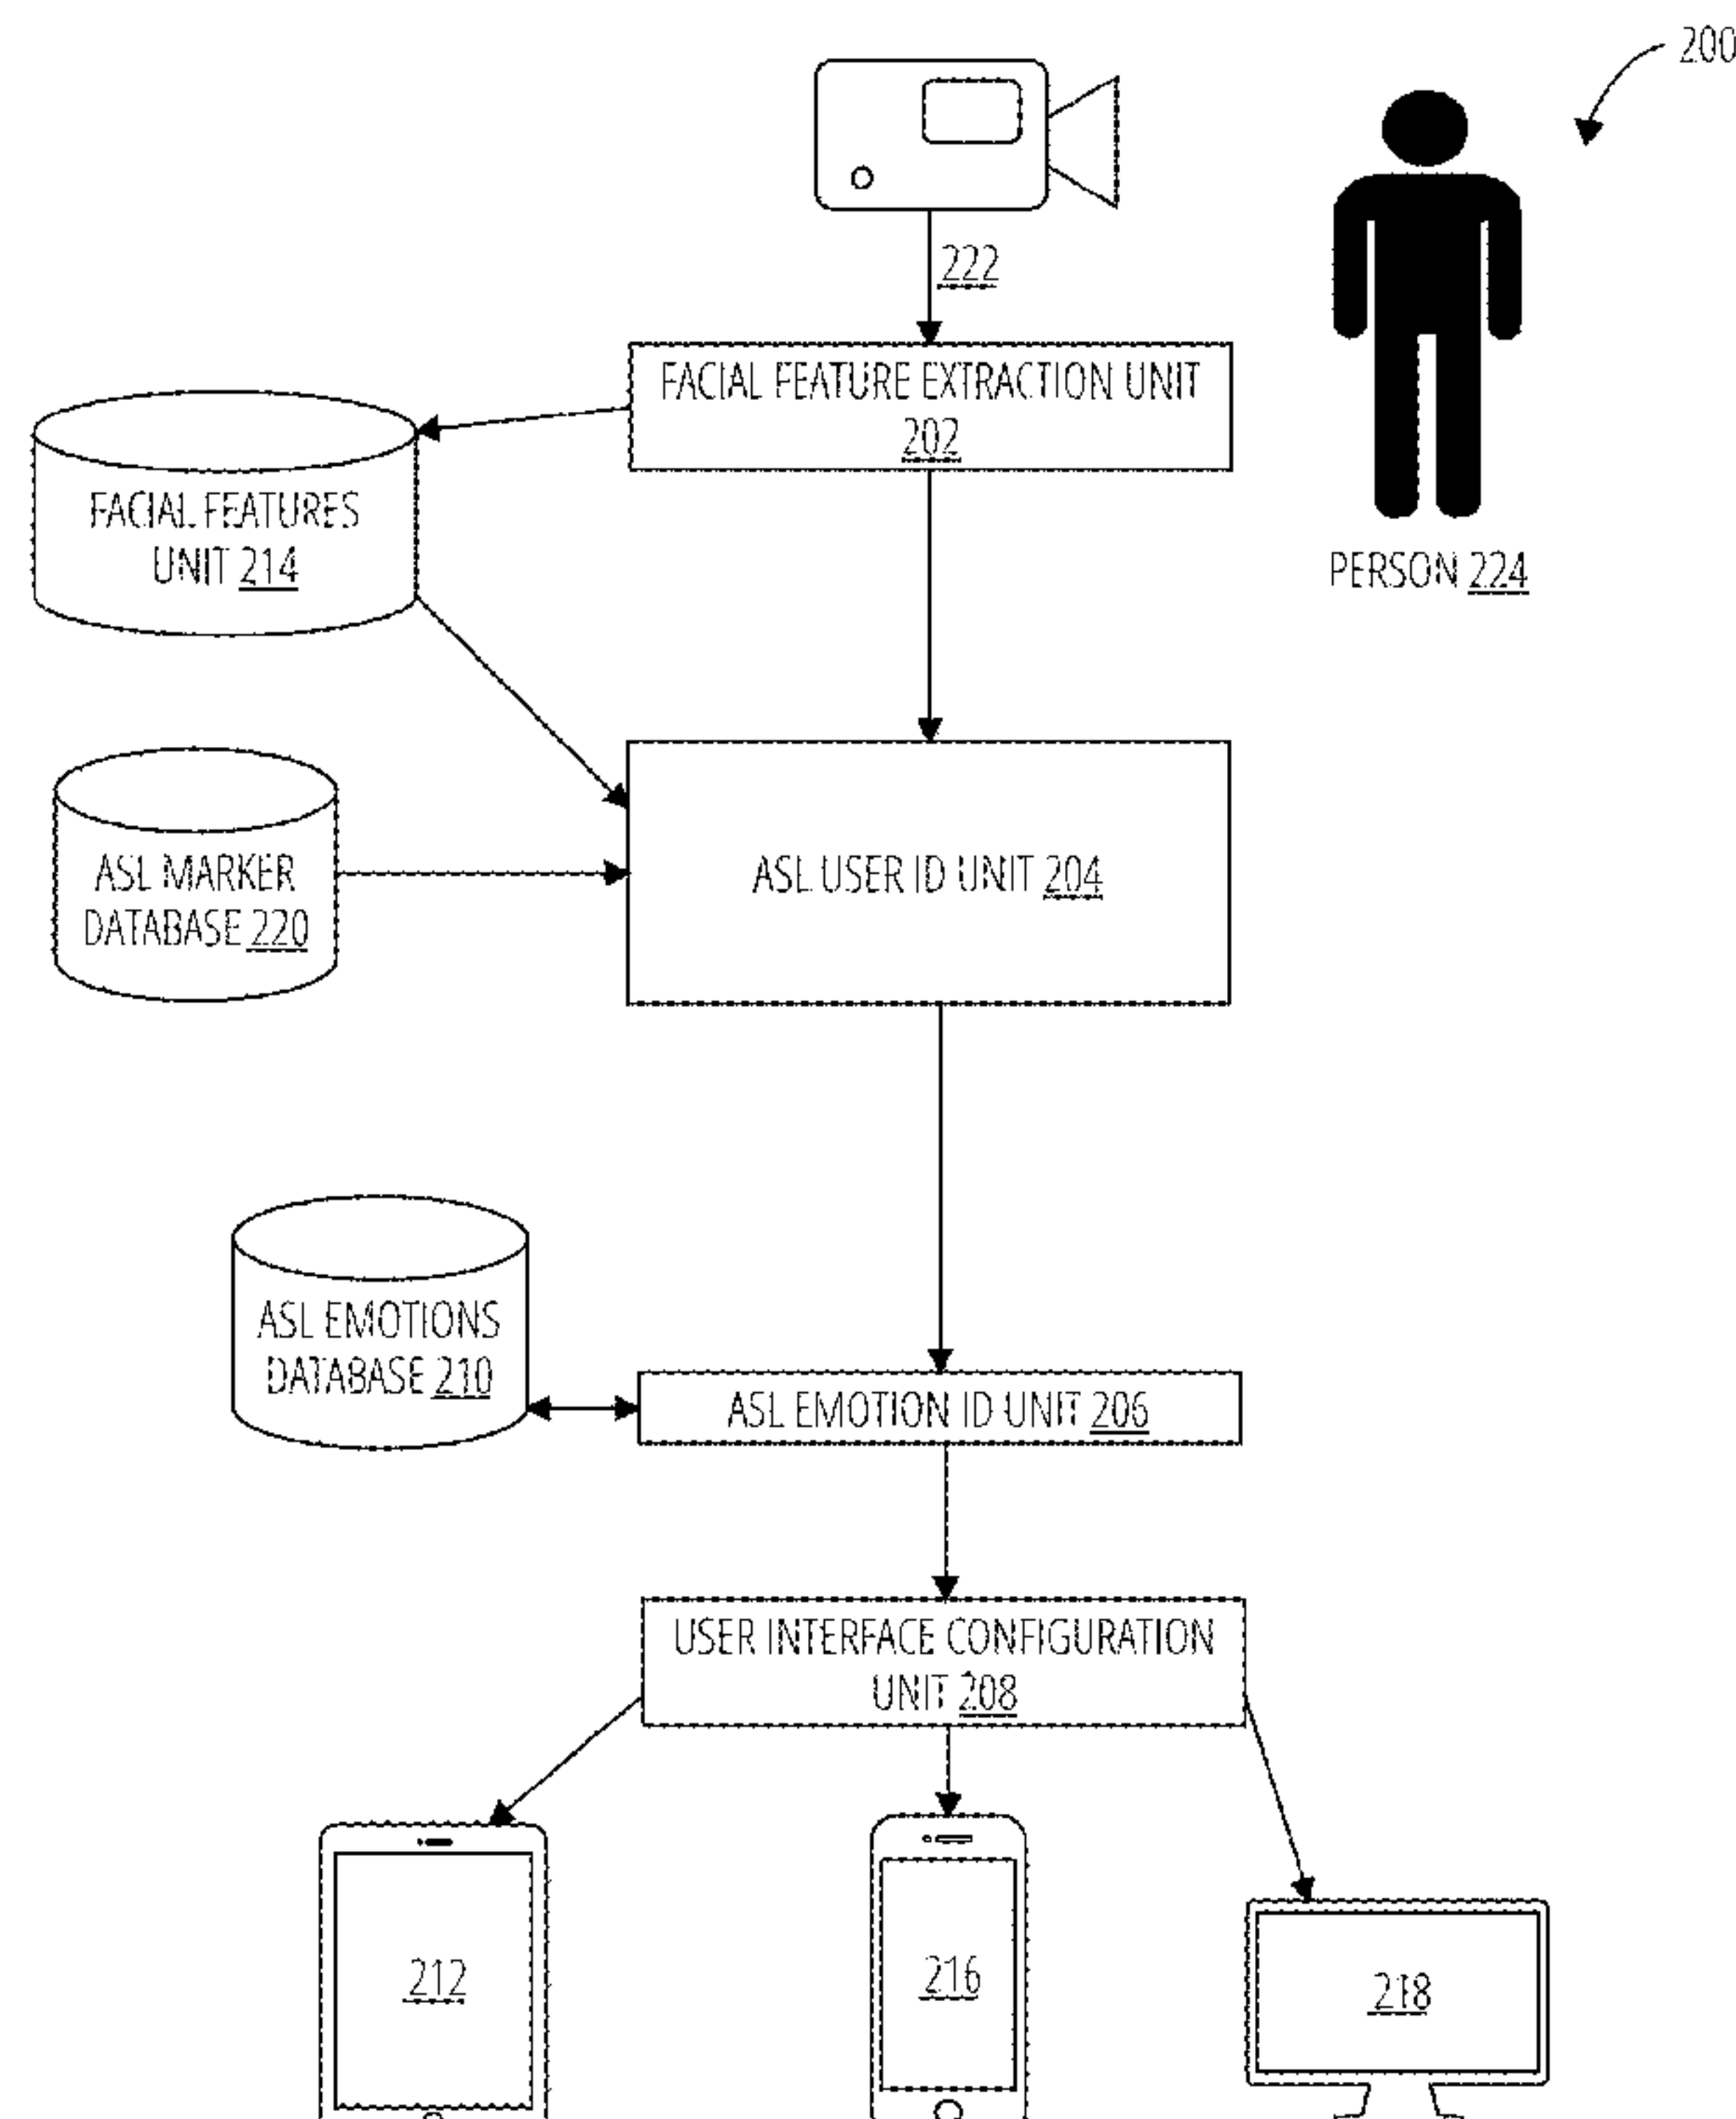 200
222
FACIAL FEATURE EXTRACTION UNIT
202
FACIAL FEATURES
UNIT 214
PERSON 224
ASL MARKER
DATABASE 220
ASL USER ID UNIT 204
ASL EMOTIONS
DATABASE 210
ASL EMOTION ID UNIT 206
USER INTERFACE CONFIGURATION
UNIT 208
212
216
218